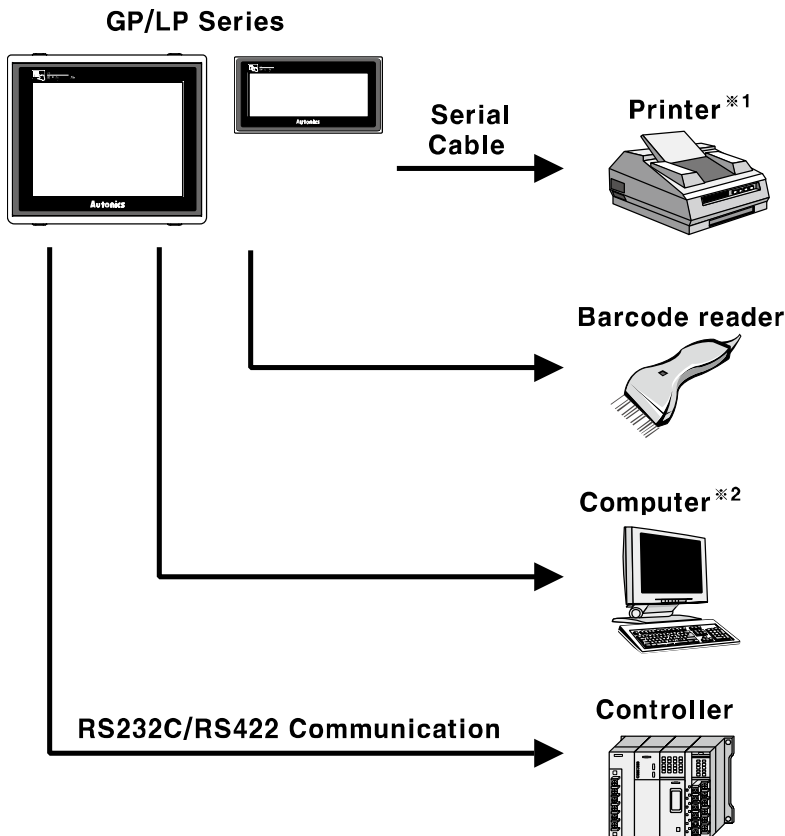 GP/LP Series
Autonics
Autonics
Serial
Cable
Printer※1
Barcode reader
Computer※2
Controller
RS232C/RS422 Communication